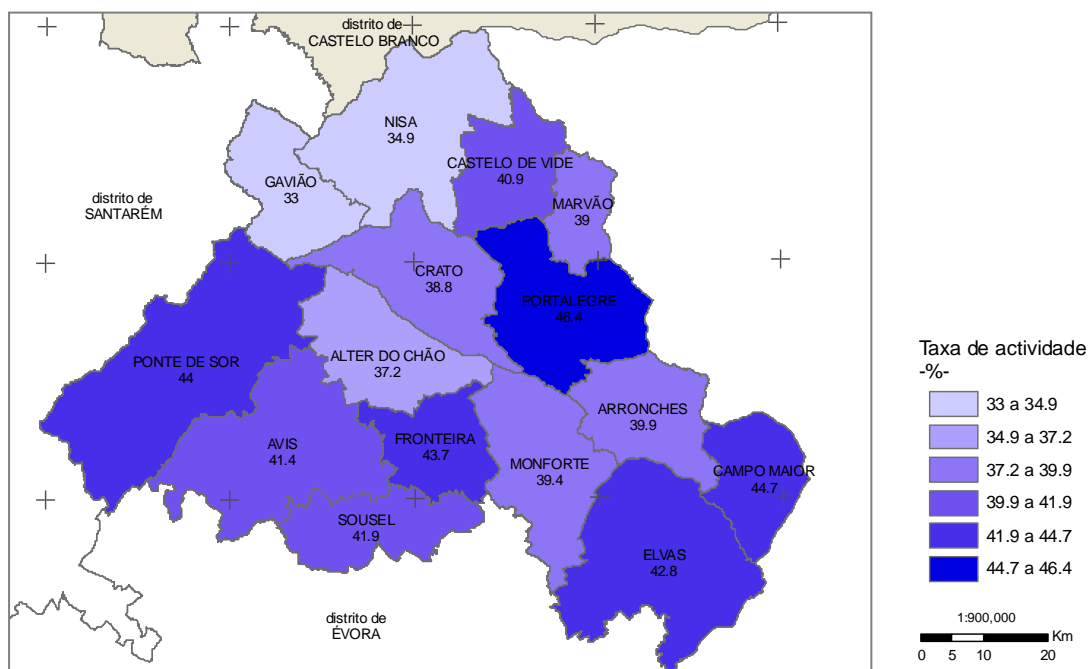 distrito de
CASTELO BRANCO
NISA
34.9
CASTELO DE VIDE
40.9
GAVIÃO
33
MARVÃO
39
distrito de
SANTARÉM
CRATO
38.8
PORTALEGRE
46.4
PONTE DE SOR
44
ALTER DO CHÃO
37.2
ARRONCHES
39.9
AVIS
41.4
FRONTEIRA
43.7
MONFORTE
39.4
CAMPO MAIOR
44.7
SOUSEL
41.9
ELVAS
42.8
distrito de
ÉVORA
Taxa de actividade
-%-
33 a 34.9
34.9 a 37.2
37.2 a 39.9
39.9 a 41.9
41.9 a 44.7
44.7 a 46.4
1:900,000
Km
0 5 10 20